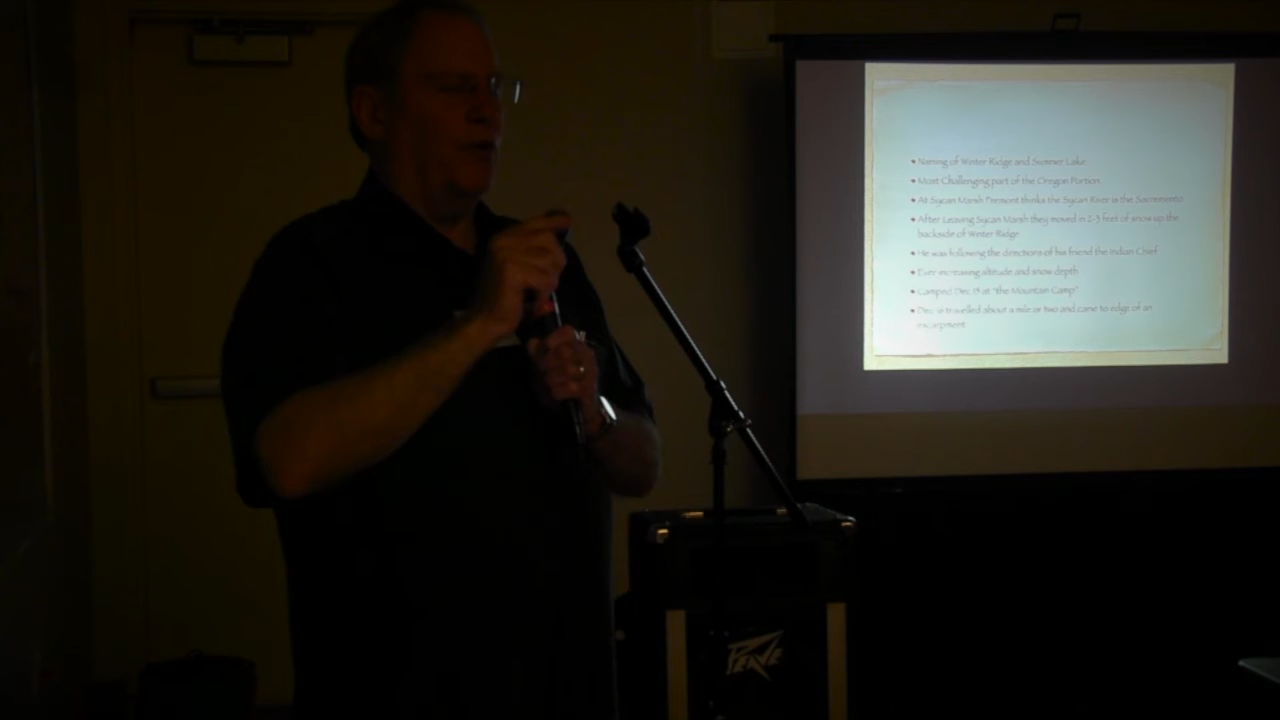 • Naming of Winter Ridge and Summer Lake
• Most Challenging part of the Oregon Portion
• At Sycan Marsh Fremont thinks the Sycan River is the Sacramento
• After Leaving Sycan Marsh they moved in 2-3 feet of snow up the
backside of Winter Ridge
• He was following the directions of his friend the Indian Chief
• Ever increasing altitude and snow depth
• Camped Dec 15 at "the Mountain Camp"
• Dec travelled about a mile or two and came to edge of an
escarpment
PEAVEY